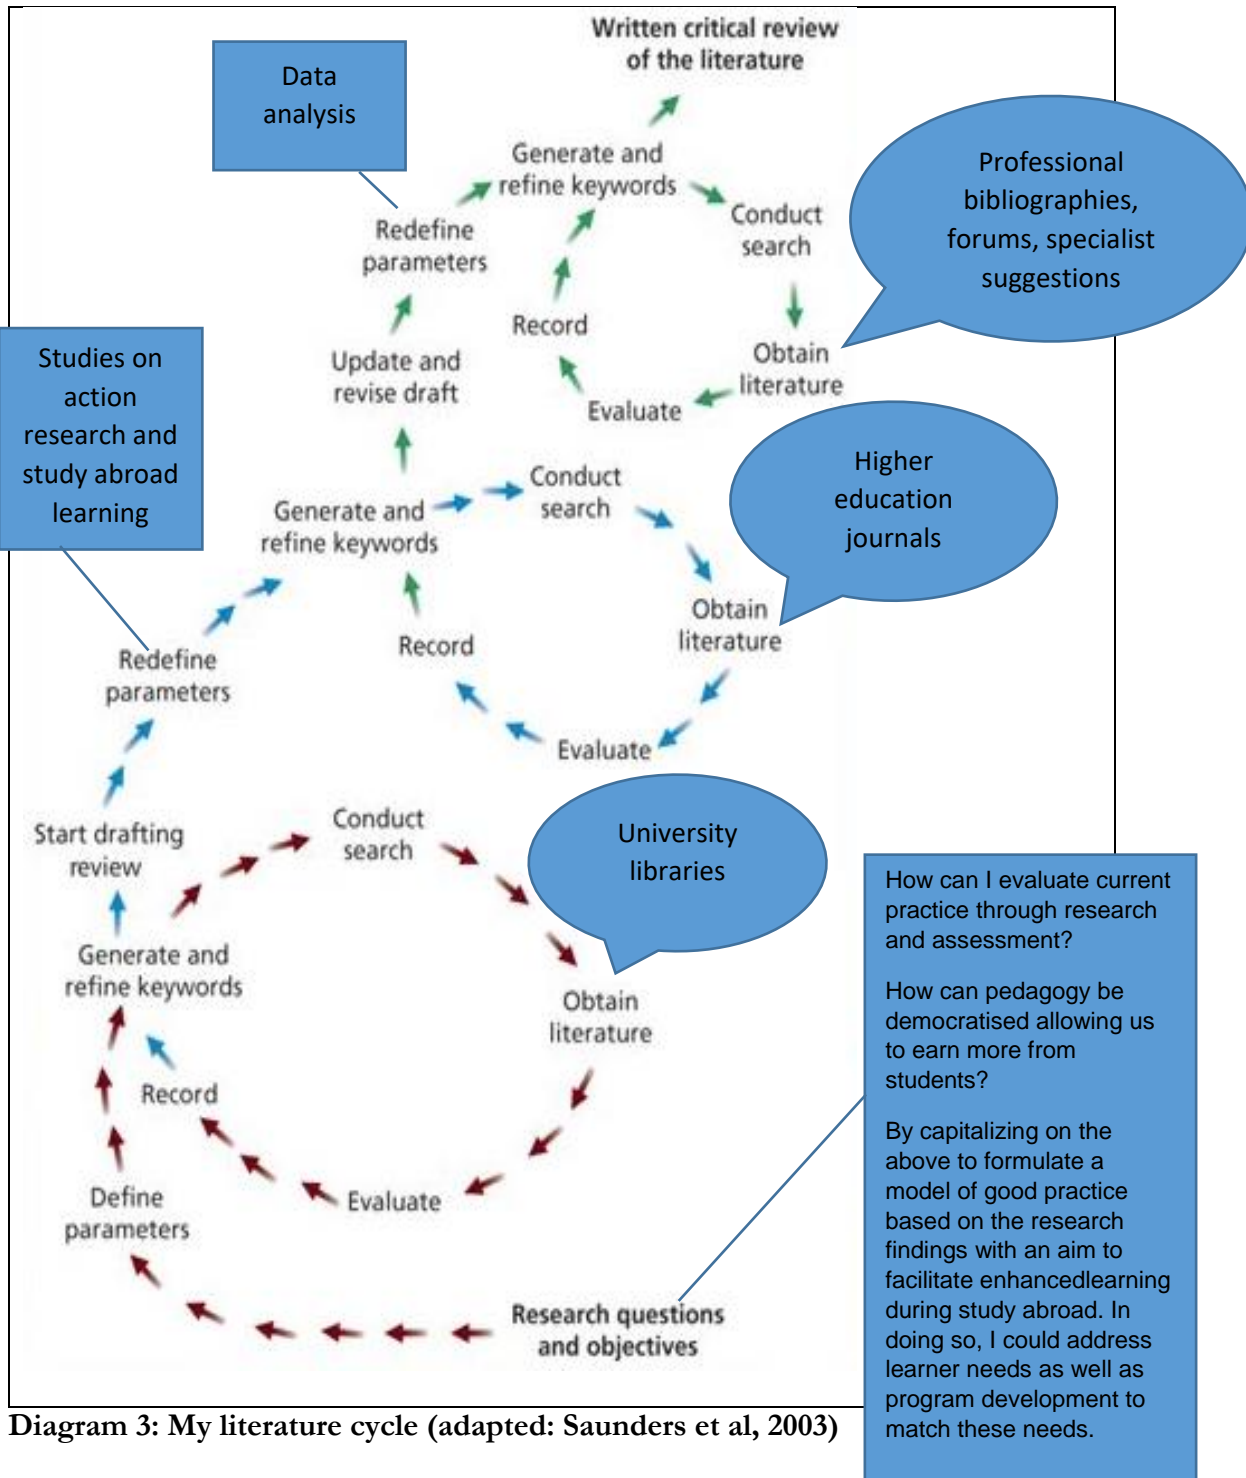 Written critical review
of the literature
Data
analysis
Generate and
refine keywords
Professional
bibliographies,
forums, specialist
suggestions
Conduct
search
Redefine
parameters
Record
Obtain
literature
Evaluate
Update and
revise draft
Studies on
action
research and
study abroad
learning
Higher
education
journals
Conduct
search
Generate and
refine keywords
Obtain
literature
Record
Redefine
parameters
Evaluate
Conduct
search
University
libraries
Start drafting
review
Generate and
refine keywords
Obtain
literature
Record
Evaluate
Define
parameters
Research questions
and objectives
How can I evaluate current
practice through research
and assessment?
How can pedagogy be
democratised allowing us
to earn more from
students?
By capitalizing on the
above to formulate a
model of good practice
based on the research
findings with an aim to
facilitate enhancedlearning
during study abroad. In
doing so, I could address
learner needs as well as
program development to
match these needs.
Diagram 3: My literature cycle (adapted: Saunders et al, 2003)